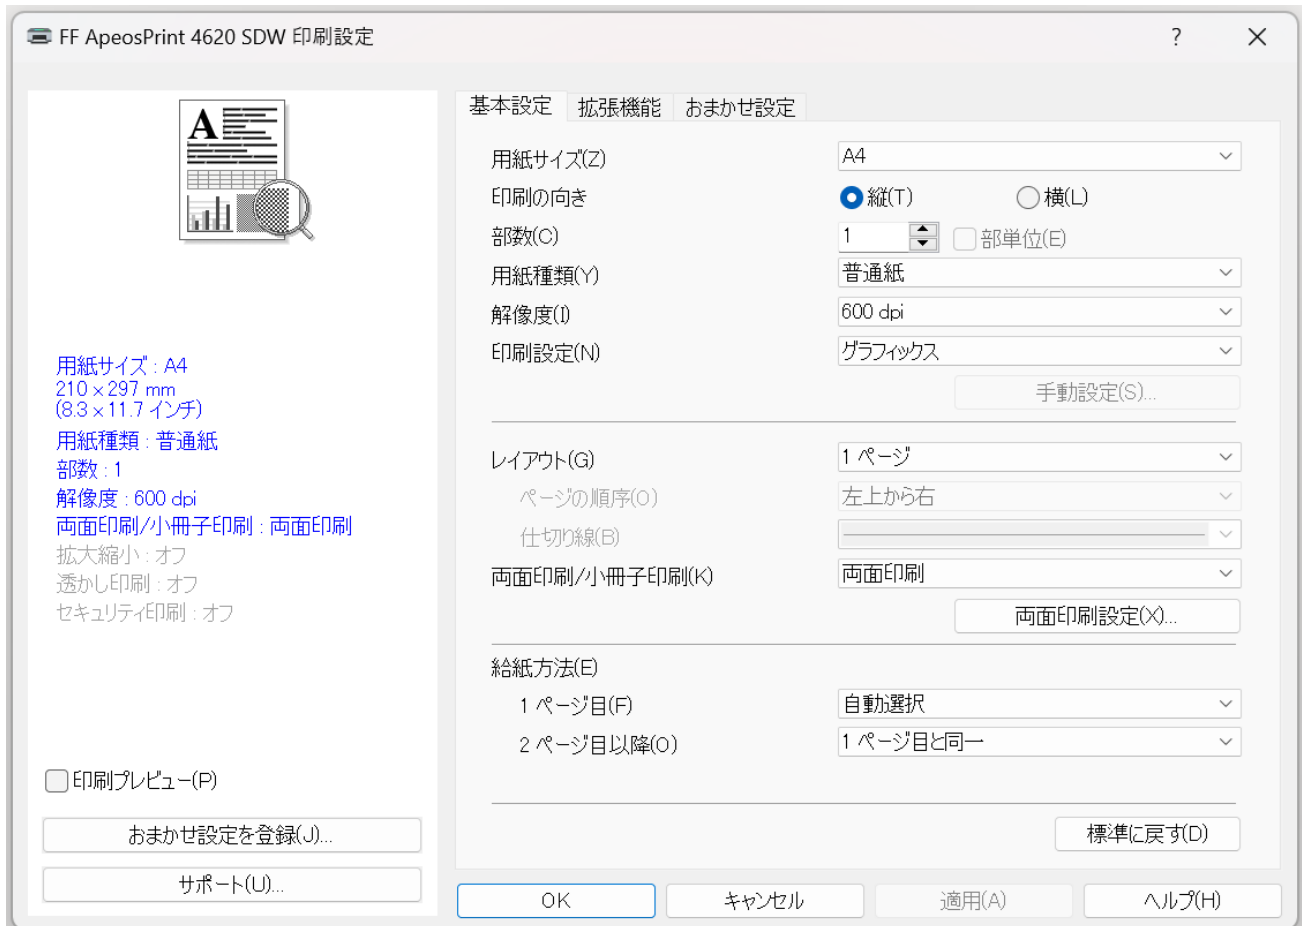 FF ApeosPrint 4620 SDW 印刷設定
? ×
A
用紙サイズ : A4
210 x 297 mm
(8.3 x 11.7 インチ)
用紙種類 : 普通紙
部数 : 1
解像度 : 600 dpi
両面印刷/小冊子印刷 : 両面印刷
拡大縮小 : オフ
透かし印刷 : オフ
セキュリティ印刷 : オフ
印刷プレビュー(P)
おまかせ設定を登録(J)...
サポート(U)...
基本設定 拡張機能 おまかせ設定
用紙サイズ(Z) A4
印刷の向き 縦(T) 横(L)
部数(C) 1 部単位(E)
用紙種類(Y) 普通紙
解像度(I) 600 dpi
印刷設定(N) グラフィックス
手動設定(S)...
レイアウト(G) 1 ページ
ページの順序(O) 左上から右
仕切り線(B)
両面印刷/小冊子印刷(K) 両面印刷
両面印刷設定(X)...
給紙方法(E)
1 ページ目(F) 自動選択
2 ページ目以降(O) 1 ページ目と同一
標準に戻す(D)
OK キャンセル 適用(A) ヘルプ(H)